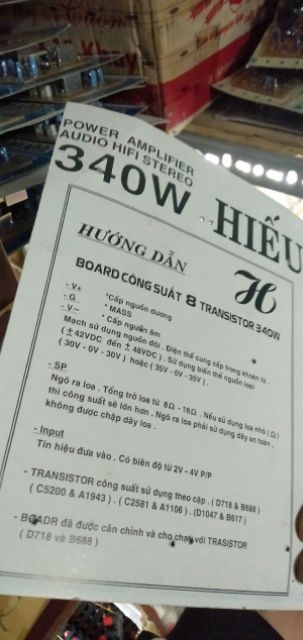 POWER AMPLIFIER
AUDIO HIFI STEREO
340W HIẾU
HƯỚNG DẪN
H
BOARD CÔNG SUẤT 8 TRANSISTOR 340W
- V+ *Cấp nguồn dương
- G * MASS
- V– * Cấp nguồn âm
Mạch sử dụng nguồn đôi. Điện thế cung cấp trong khoản từ
( ± 42VDC đến ± 48VDC ) . Sử dụng biến thế nguồn loại
( 30V - 0V - 30V ) hoặc ( 35V - 0V - 35V ) .
- SP
Ngõ ra loa . Tổng trở loa từ 8Ω - 16Ω . Nếu sử dụng loa nhỏ ( Ω )
thì công suất sẽ lớn hơn . Ngõ ra loa phải sử dụng dây an toàn .
không được chập dây loa .
- Input
Tín hiệu đưa vào . Có biên độ từ 2V - 4V P/P
- TRANSISTOR công suất sử dụng theo cặp . ( D718 & B688 )
( C5200 & A1943 ) . ( C2581 & A1106 ) . (D1047 & B617 )
- BOADR đã được cân chỉnh và cho chạy với TRASISTOR
( D718 và B688 )